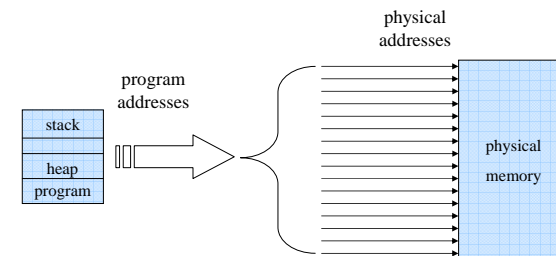 physical
addresses
program
addresses
stack
heap
program
physical
memory